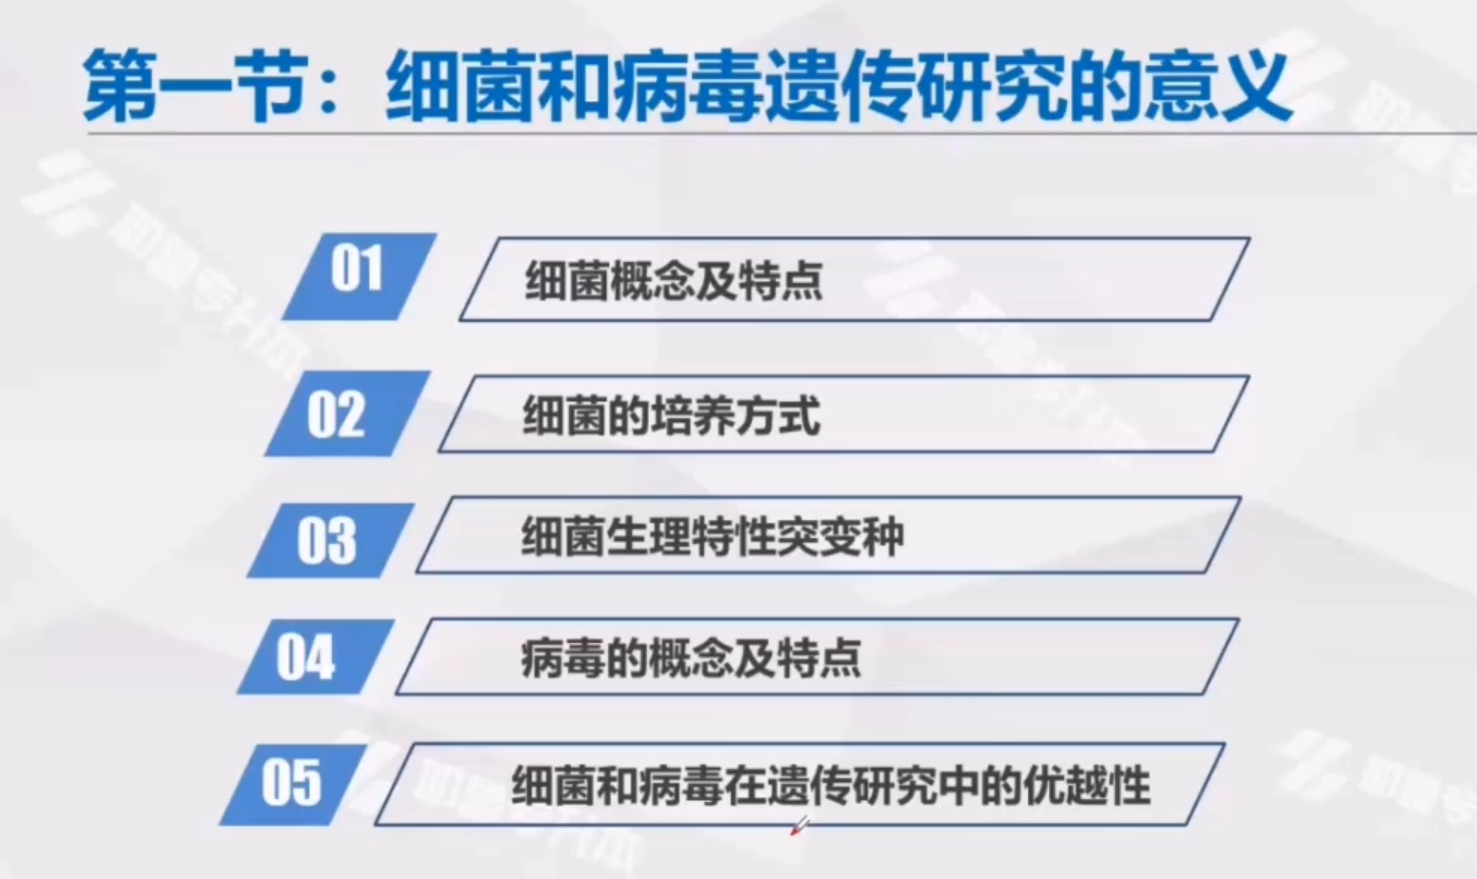 第一节：细菌和病毒遗传研究的意义
01 细菌概念及特点
02 细菌的培养方式
03 细菌生理特性突变种
04 病毒的概念及特点
05 细菌和病毒在遗传研究中的优越性